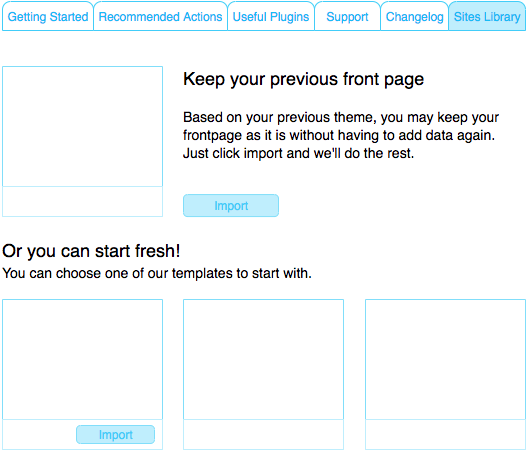 Getting Started Recommended Actions Useful Plugins Support Changelog Sites Library
Keep your previous front page
Based on your previous theme, you may keep your
frontpage as it is without having to add data again.
Just click import and we'll do the rest.
Import
Or you can start fresh!
You can choose one of our templates to start with.
Import